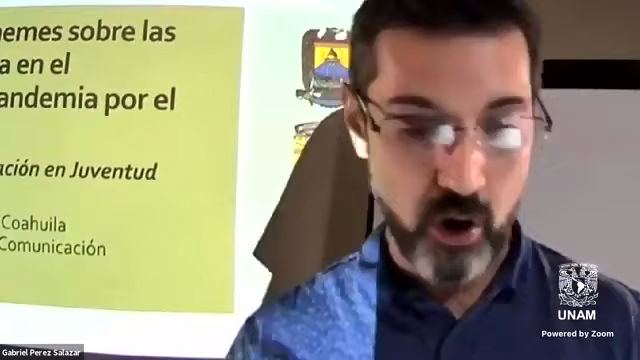 emes sobre las
a en el
andemia por el
ación en Juventud
Coahuila
Comunicación
Gabriel Perez Salazar
UNAM
Powered by Zoom